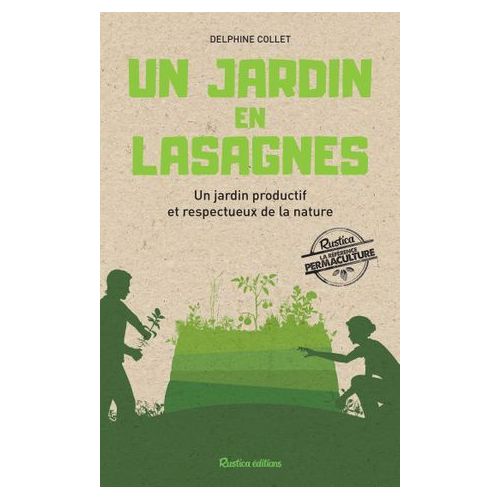 DELPHINE COLLET
UN JARDIN
EN
LASAGNES
Un jardin productif
et respectueux de la nature
Rustica
LA RÉFÉRENCE
PERMACULTURE
Rustica éditions